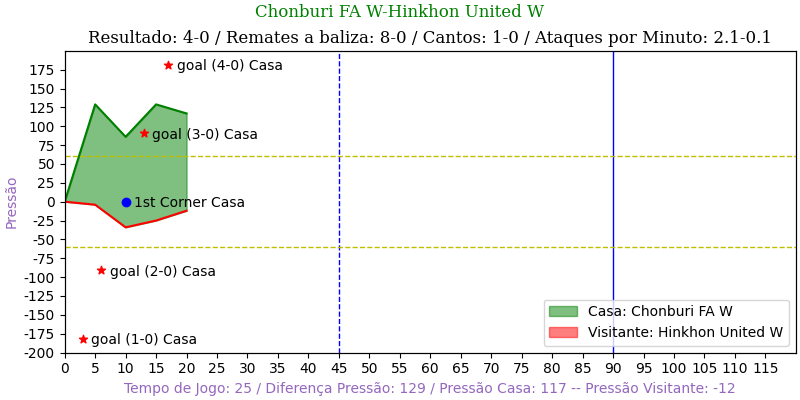 Chonburi FA W-Hinkhon United W
Resultado: 4-0 / Remates a baliza: 8-0 / Cantos: 1-0 / Ataques por Minuto: 2.1-0.1
175
150
125
100
75
50
25
0
-25
-50
-75
-100
-125
-150
-175
-200
Pressão
goal (4-0) Casa
goal (3-0) Casa
1st Corner Casa
goal (2-0) Casa
goal (1-0) Casa
Casa: Chonburi FA W
Visitante: Hinkhon United W
0 5 10 15 20 25 30 35 40 45 50 55 60 65 70 75 80 85 90 95 100 105 110 115
Tempo de Jogo: 25 / Diferença Pressão: 129 / Pressão Casa: 117 -- Pressão Visitante: -12